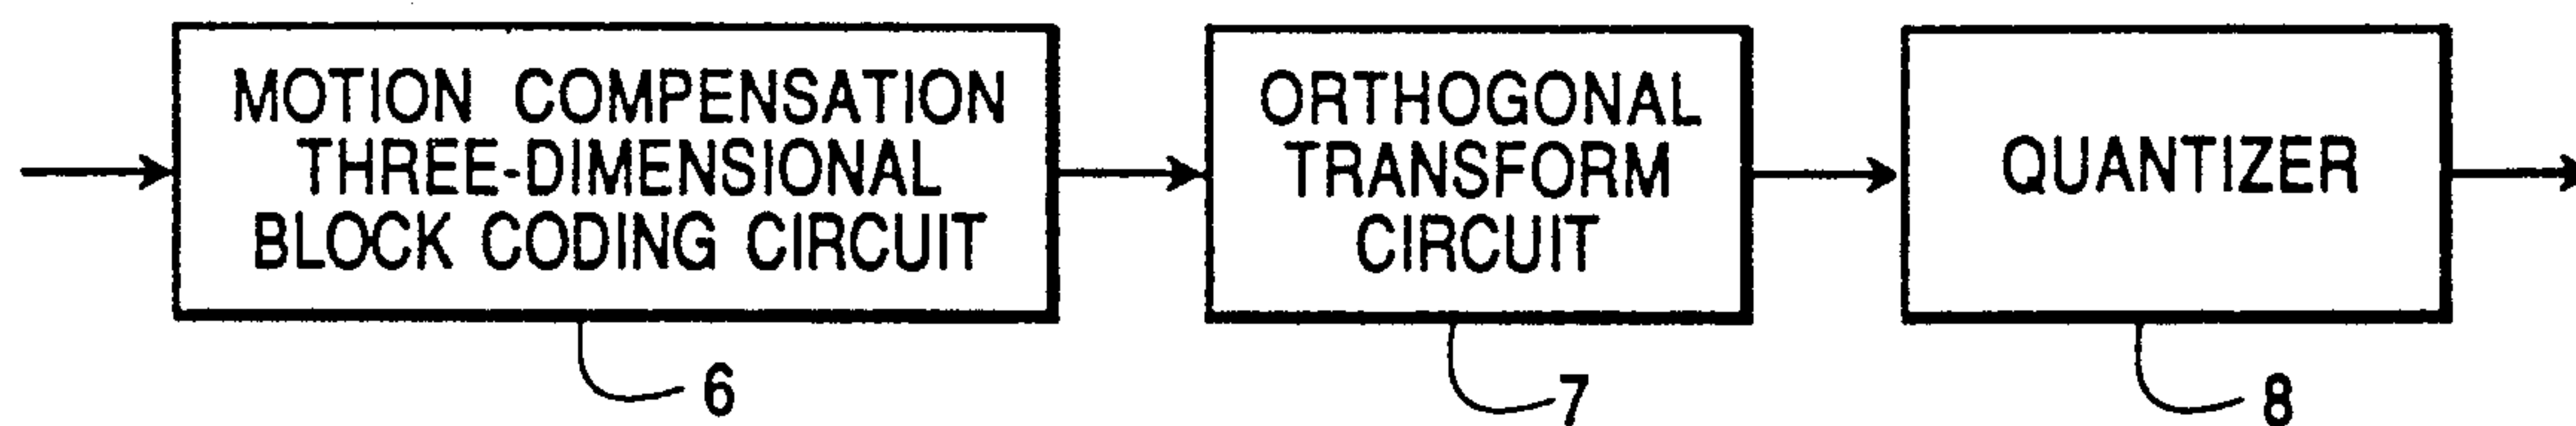 MOTION COMPENSATION
THREE-DIMENSIONAL
BLOCK CODING CIRCUIT
ORTHOGONAL
TRANSFORM
CIRCUIT
QUANTIZER
6
7
8